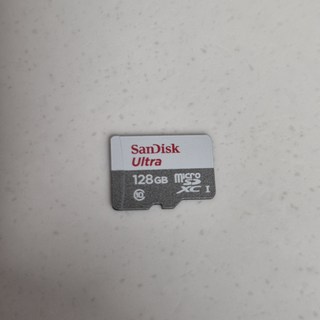 SanDisk
Ultra
128GB micro SD XC I
10